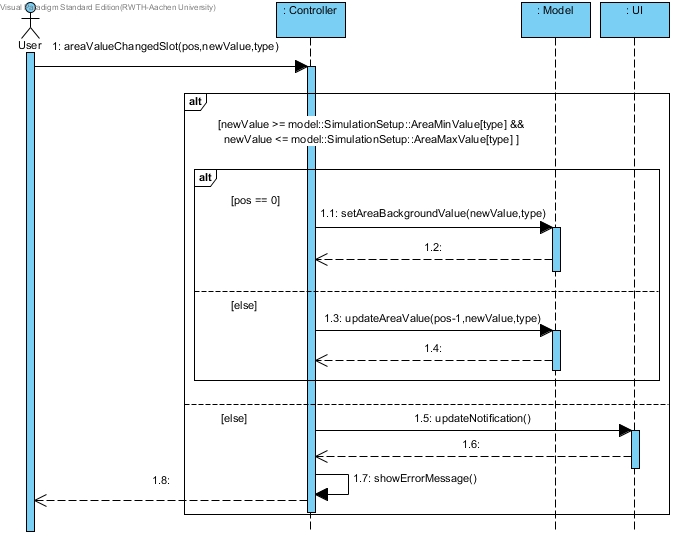 Visual Paradigm Standard Edition(RWTH-Aachen University)
: Controller
: Model
: UI
User
1: areaValueChangedSlot(pos,newValue,type)
alt
[newValue >= model::SimulationSetup::AreaMinValue[type] &&
newValue <= model::SimulationSetup::AreaMaxValue[type] ]
alt
[pos == 0]
1.1: setAreaBackgroundValue(newValue,type)
1.2:
[else]
1.3: updateAreaValue(pos-1,newValue,type)
1.4:
[else]
1.5: updateNotification()
1.6:
1.7: showErrorMessage()
1.8: